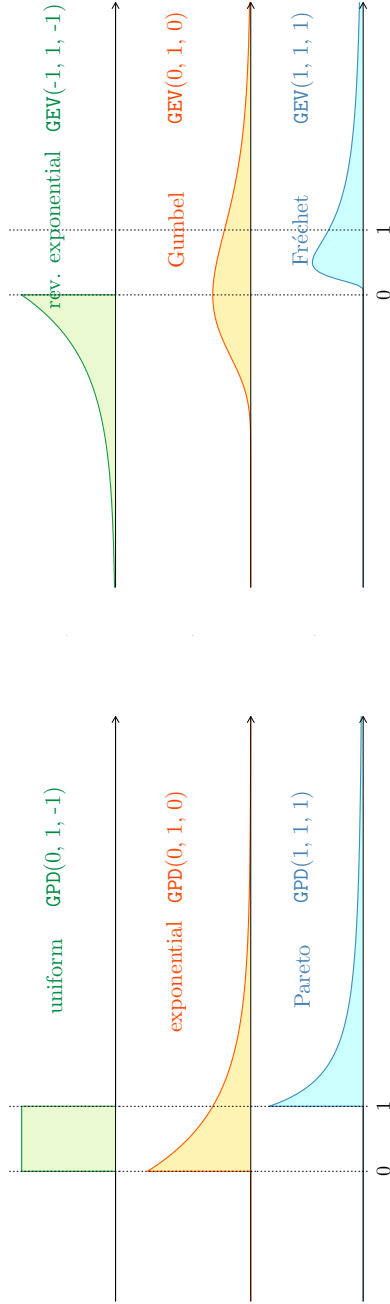 uniform GPD(0, 1, -1)
exponential GPD(0, 1, 0)
Pareto GPD(1, 1, 1)
0 1
rev. exponential GEV(-1, 1, -1)
Gumbel GEV(0, 1, 0)
Fréchet GEV(1, 1, 1)
0 1